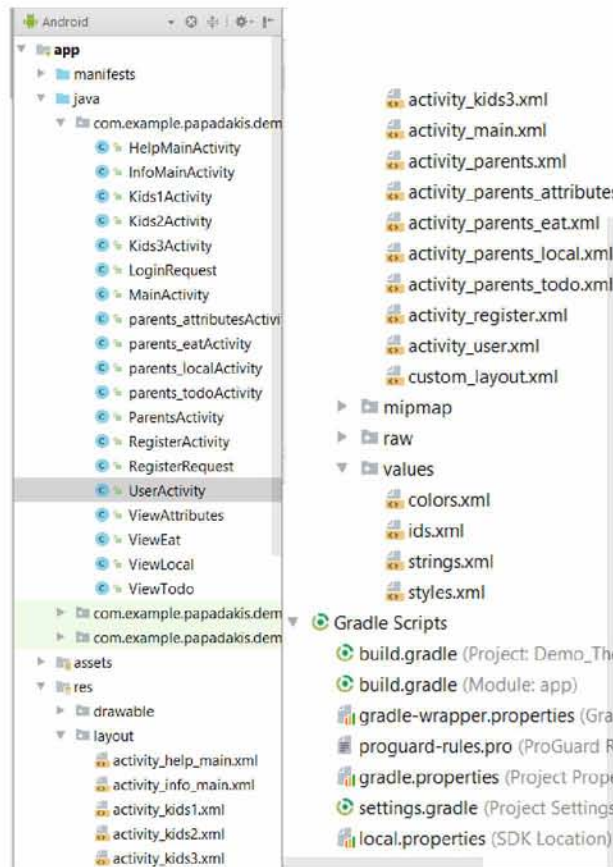 Android
app
manifests
java
com.example.papadakis.dem
HelpMainActivity
InfoMainActivity
Kids1Activity
Kids2Activity
Kids3Activity
LoginRequest
MainActivity
parents_attributesActivi
parents_eatActivity
parents_localActivity
parents_todoActivity
ParentsActivity
RegisterActivity
RegisterRequest
UserActivity
ViewAttributes
ViewEat
ViewLocal
ViewTodo
com.example.papadakis.dem
com.example.papadakis.dem
assets
res
drawable
layout
activity_help_main.xml
activity_info_main.xml
activity_kids1.xml
activity_kids2.xml
activity_kids3.xml
activity_kids3.xml
activity_main.xml
activity_parents.xml
activity_parents_attributes
activity_parents_eat.xml
activity_parents_local.xml
activity_parents_todo.xml
activity_register.xml
activity_user.xml
custom_layout.xml
mipmap
raw
values
colors.xml
ids.xml
strings.xml
styles.xml
Gradle Scripts
build.gradle (Project: Demo_The
build.gradle (Module: app)
gradle-wrapper.properties (Gra
proguard-rules.pro (ProGuard R
gradle.properties (Project Prope
settings.gradle (Project Settings
local.properties (SDK Location)